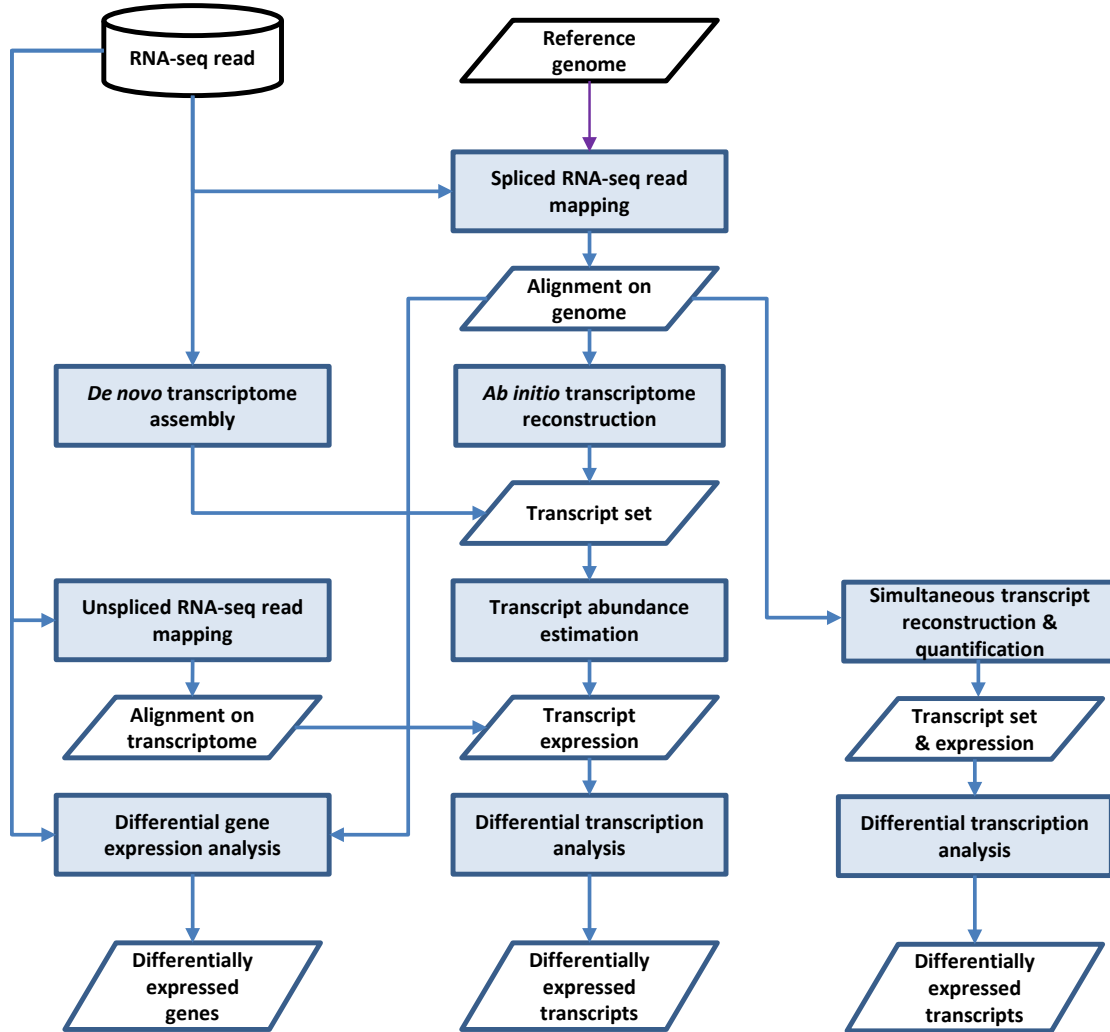 RNA-seq read
Reference
genome
Spliced RNA-seq read
mapping
Alignment on
genome
De novo transcriptome
assembly
Ab initio transcriptome
reconstruction
Transcript set
Unspliced RNA-seq read
mapping
Transcript abundance
estimation
Simultaneous transcript
reconstruction &
quantification
Alignment on
transcriptome
Transcript
expression
Transcript set
& expression
Differential gene
expression analysis
Differential transcription
analysis
Differential transcription
analysis
Differentially
expressed
genes
Differentially
expressed
transcripts
Differentially
expressed
transcripts